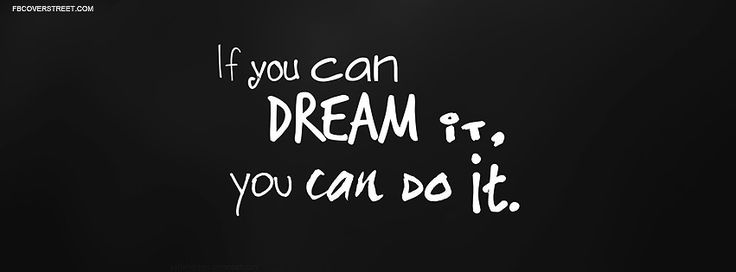 FBCOVERSTREET.COM
If you can
DREAM iT,
you can DO it.